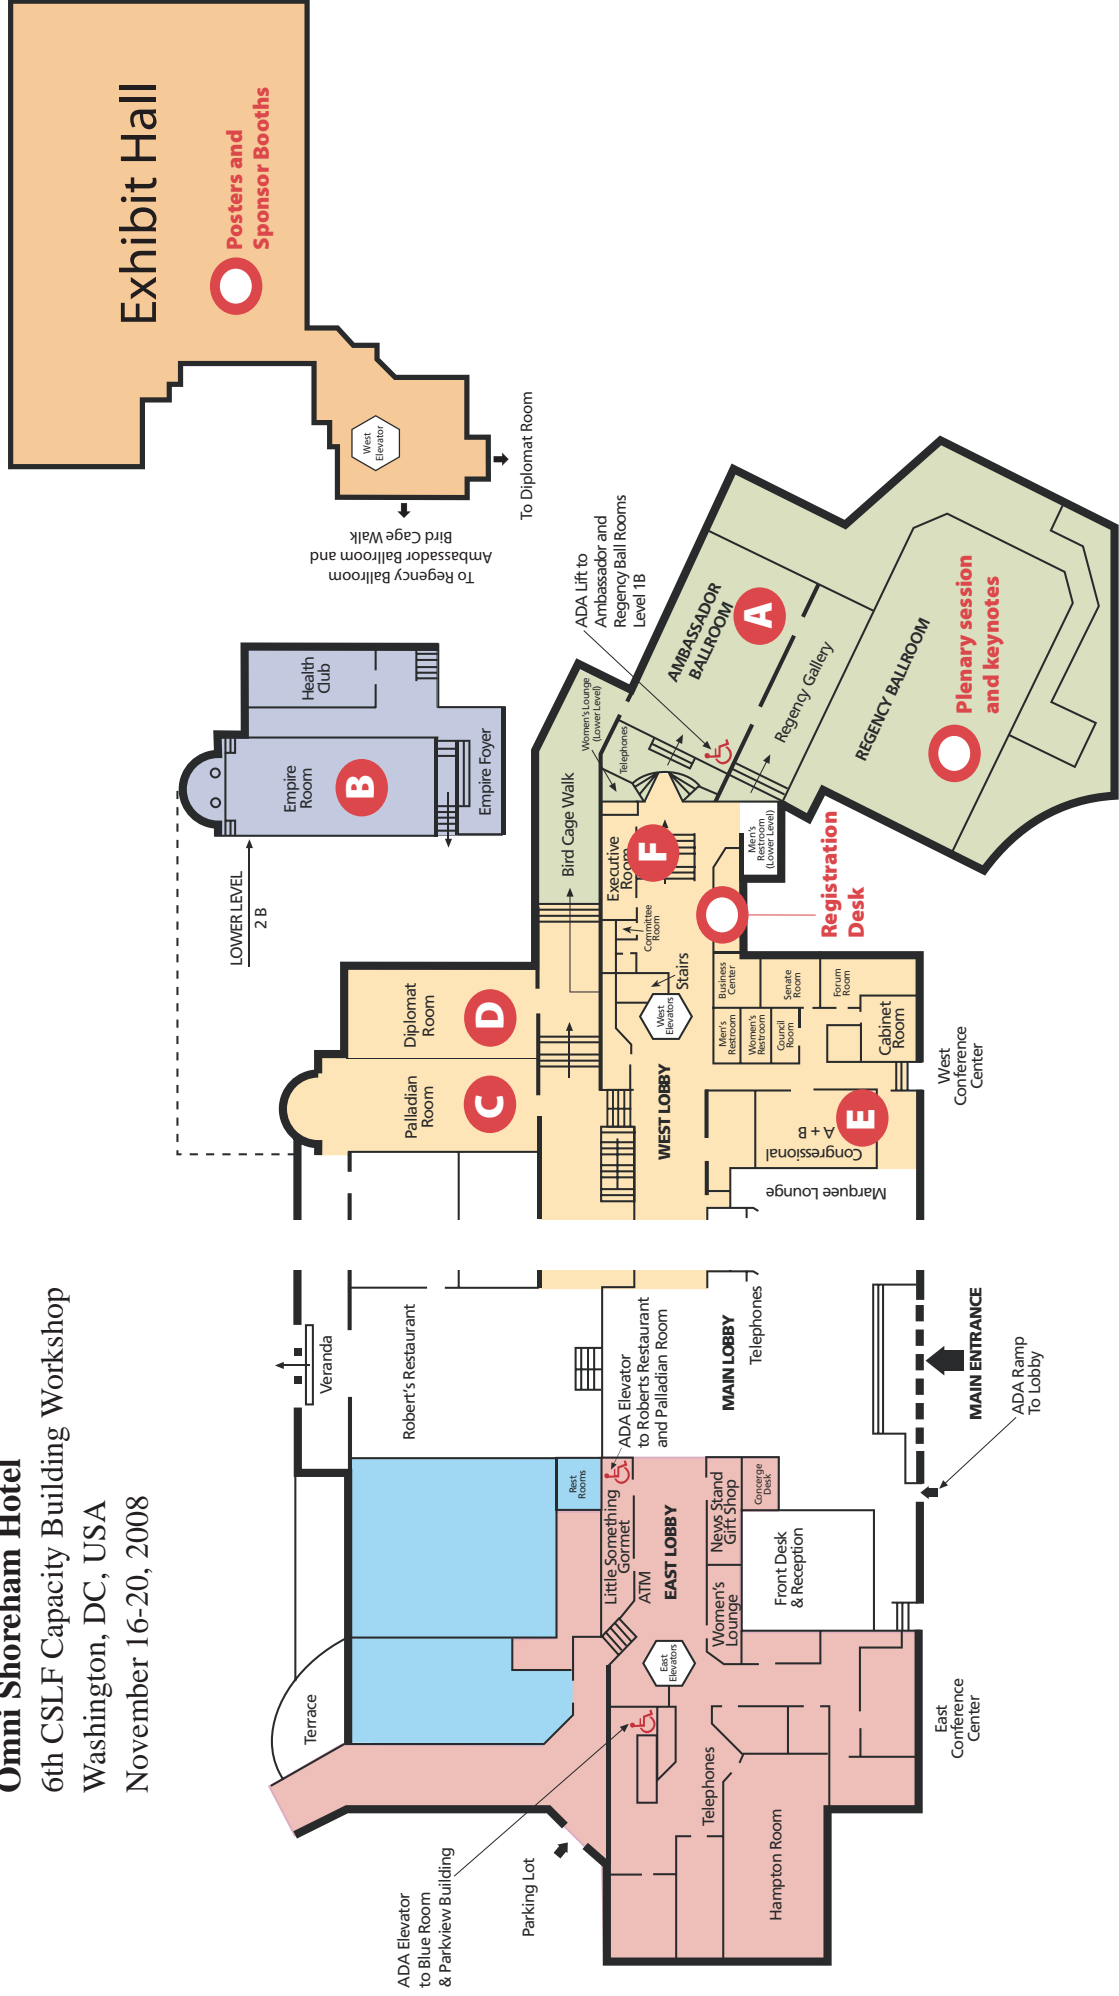 Omni Shoreham Hotel
6th CSLF Capacity Building Workshop
Washington, DC, USA
November 16-20, 2008
Exhibit Hall
Posters and
Sponsor Booths
West
Elevator
To Diplomat Room
To Regency Ballroom
Ambassador Ballroom and
Bird Cage Walk
LOWER LEVEL
2 B
Health
Club
Empire
Room
B
Empire Foyer
ADA Lift to
Ambassador and
Regency Ball Rooms
Level 1B
Women's Lounge
(Lower Level)
Telephones
AMBASSADOR
BALLROOM
A
Regency Gallery
REGENCY BALLROOM
Plenary session
and keynotes
Bird Cage Walk
Executive
Room
F
Men's
Restroom
(Lower Level)
Registration
Desk
Committee
Room
Stairs
West
Elevators
Diplomat
Room
D
Palladian
Room
C
WEST LOBBY
Business
Center
Senate
Room
Forum
Room
Men's
Restroom
Women's
Restroom
Council
Room
Cabinet
Room
West
Conference
Center
Congressional
A + B
E
Marquee Lounge
Veranda
Robert's Restaurant
ADA Elevator
to Roberts Restaurant
and Palladian Room
MAIN LOBBY
Telephones
MAIN ENTRANCE
ADA Ramp
To Lobby
Rest
Rooms
Little Something
Gormet
ATM
EAST LOBBY
News Stand
Gift Shop
Concerge
Desk
Women's
Lounge
Front Desk
& Reception
East
Elevators
Terrace
Telephones
Hampton Room
East
Conference
Center
Parking Lot
ADA Elevator
to Blue Room
& Parkview Building